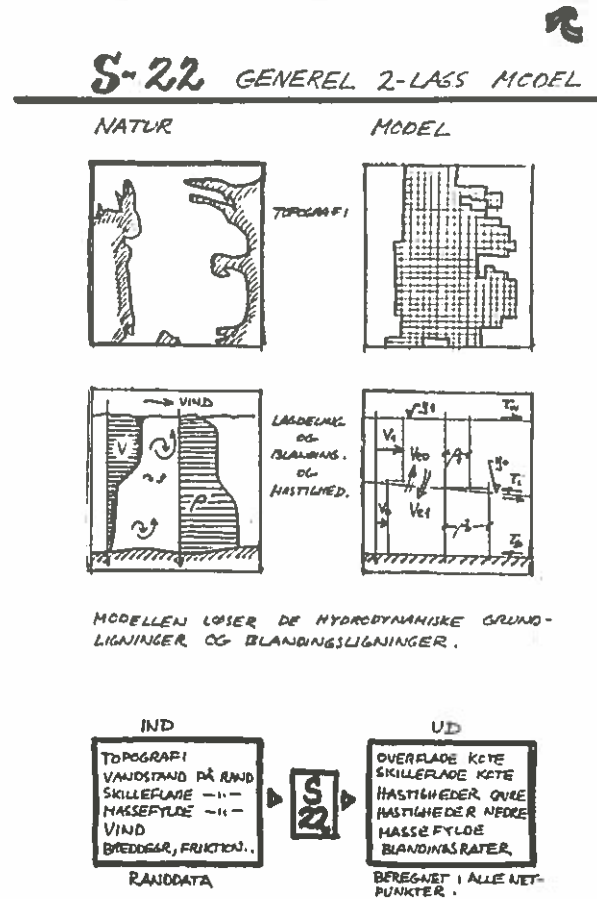 S-22 GENEREL 2-LAGS MODEL
NATUR
MODEL
TOPOGRAFI
VIND
V
ρ
LAGDELING
OG
BLANDING.
OG
HASTIGHED.
V₁
MODELLEN LØSER DE HYDRODYNAMISKE GRUND-
LIGNINGER OG BLANDINGSLIGNINGER.
IND
TOPOGRAFI
VANDSTAND PÅ RAND
SKILLEFLADE -"-
MASSEFYLDE -"-
VIND
BREDDEGR, FRIKTION..
RANDDATA
S
22
UD
OVERFLADE KOTE
SKILLEFLADE KOTE
HASTIGHEDER ØVRE
HASTIGHEDER NEDRE
MASSEFYLDE
BLANDINGSRATER
BEREGNET I ALLE NET-
PUNKTER.